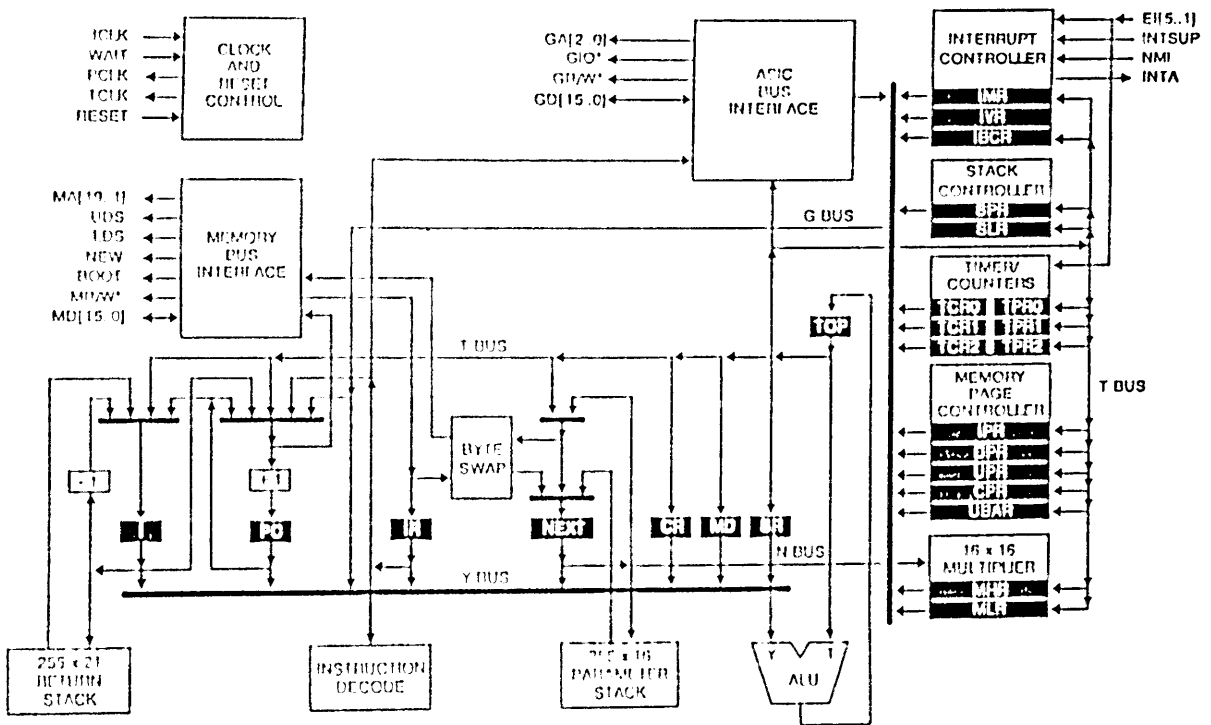 ICLK
WAIT
PCLK
TCLK
RESET
CLOCK
AND
RESET
CONTROL
GA[2..0]
GIO*
GR/W*
GD[15..0]
ASIC
BUS
INTERFACE
INTERRUPT
CONTROLLER
EI[5..1]
INTSUP
NMI
INTA
IMR
IVR
IBCR
STACK
CONTROLLER
SPR
SLR
MA[19..1]
UDS
LDS
NEW
BOOT
MR/W*
MD[15..0]
MEMORY
BUS
INTERFACE
G BUS
TIMER/
COUNTERS
TCR0 TPR0
TCR1 TPR1
TCR2 TPR2
TOP
T BUS
T BUS
MEMORY
PAGE
CONTROLLER
IPR
DPR
UPR
CPR
UBAR
BYTE
SWAP
- 1
+ 1
I
PC
IR
NEXT
CR
MD
SR
N BUS
Y BUS
16 x 16
MULTIPLIER
MHR
MLR
255 x 21
RETURN
STACK
INSTRUCTION
DECODE
256 x 16
PARAMETER
STACK
Y T
ALU